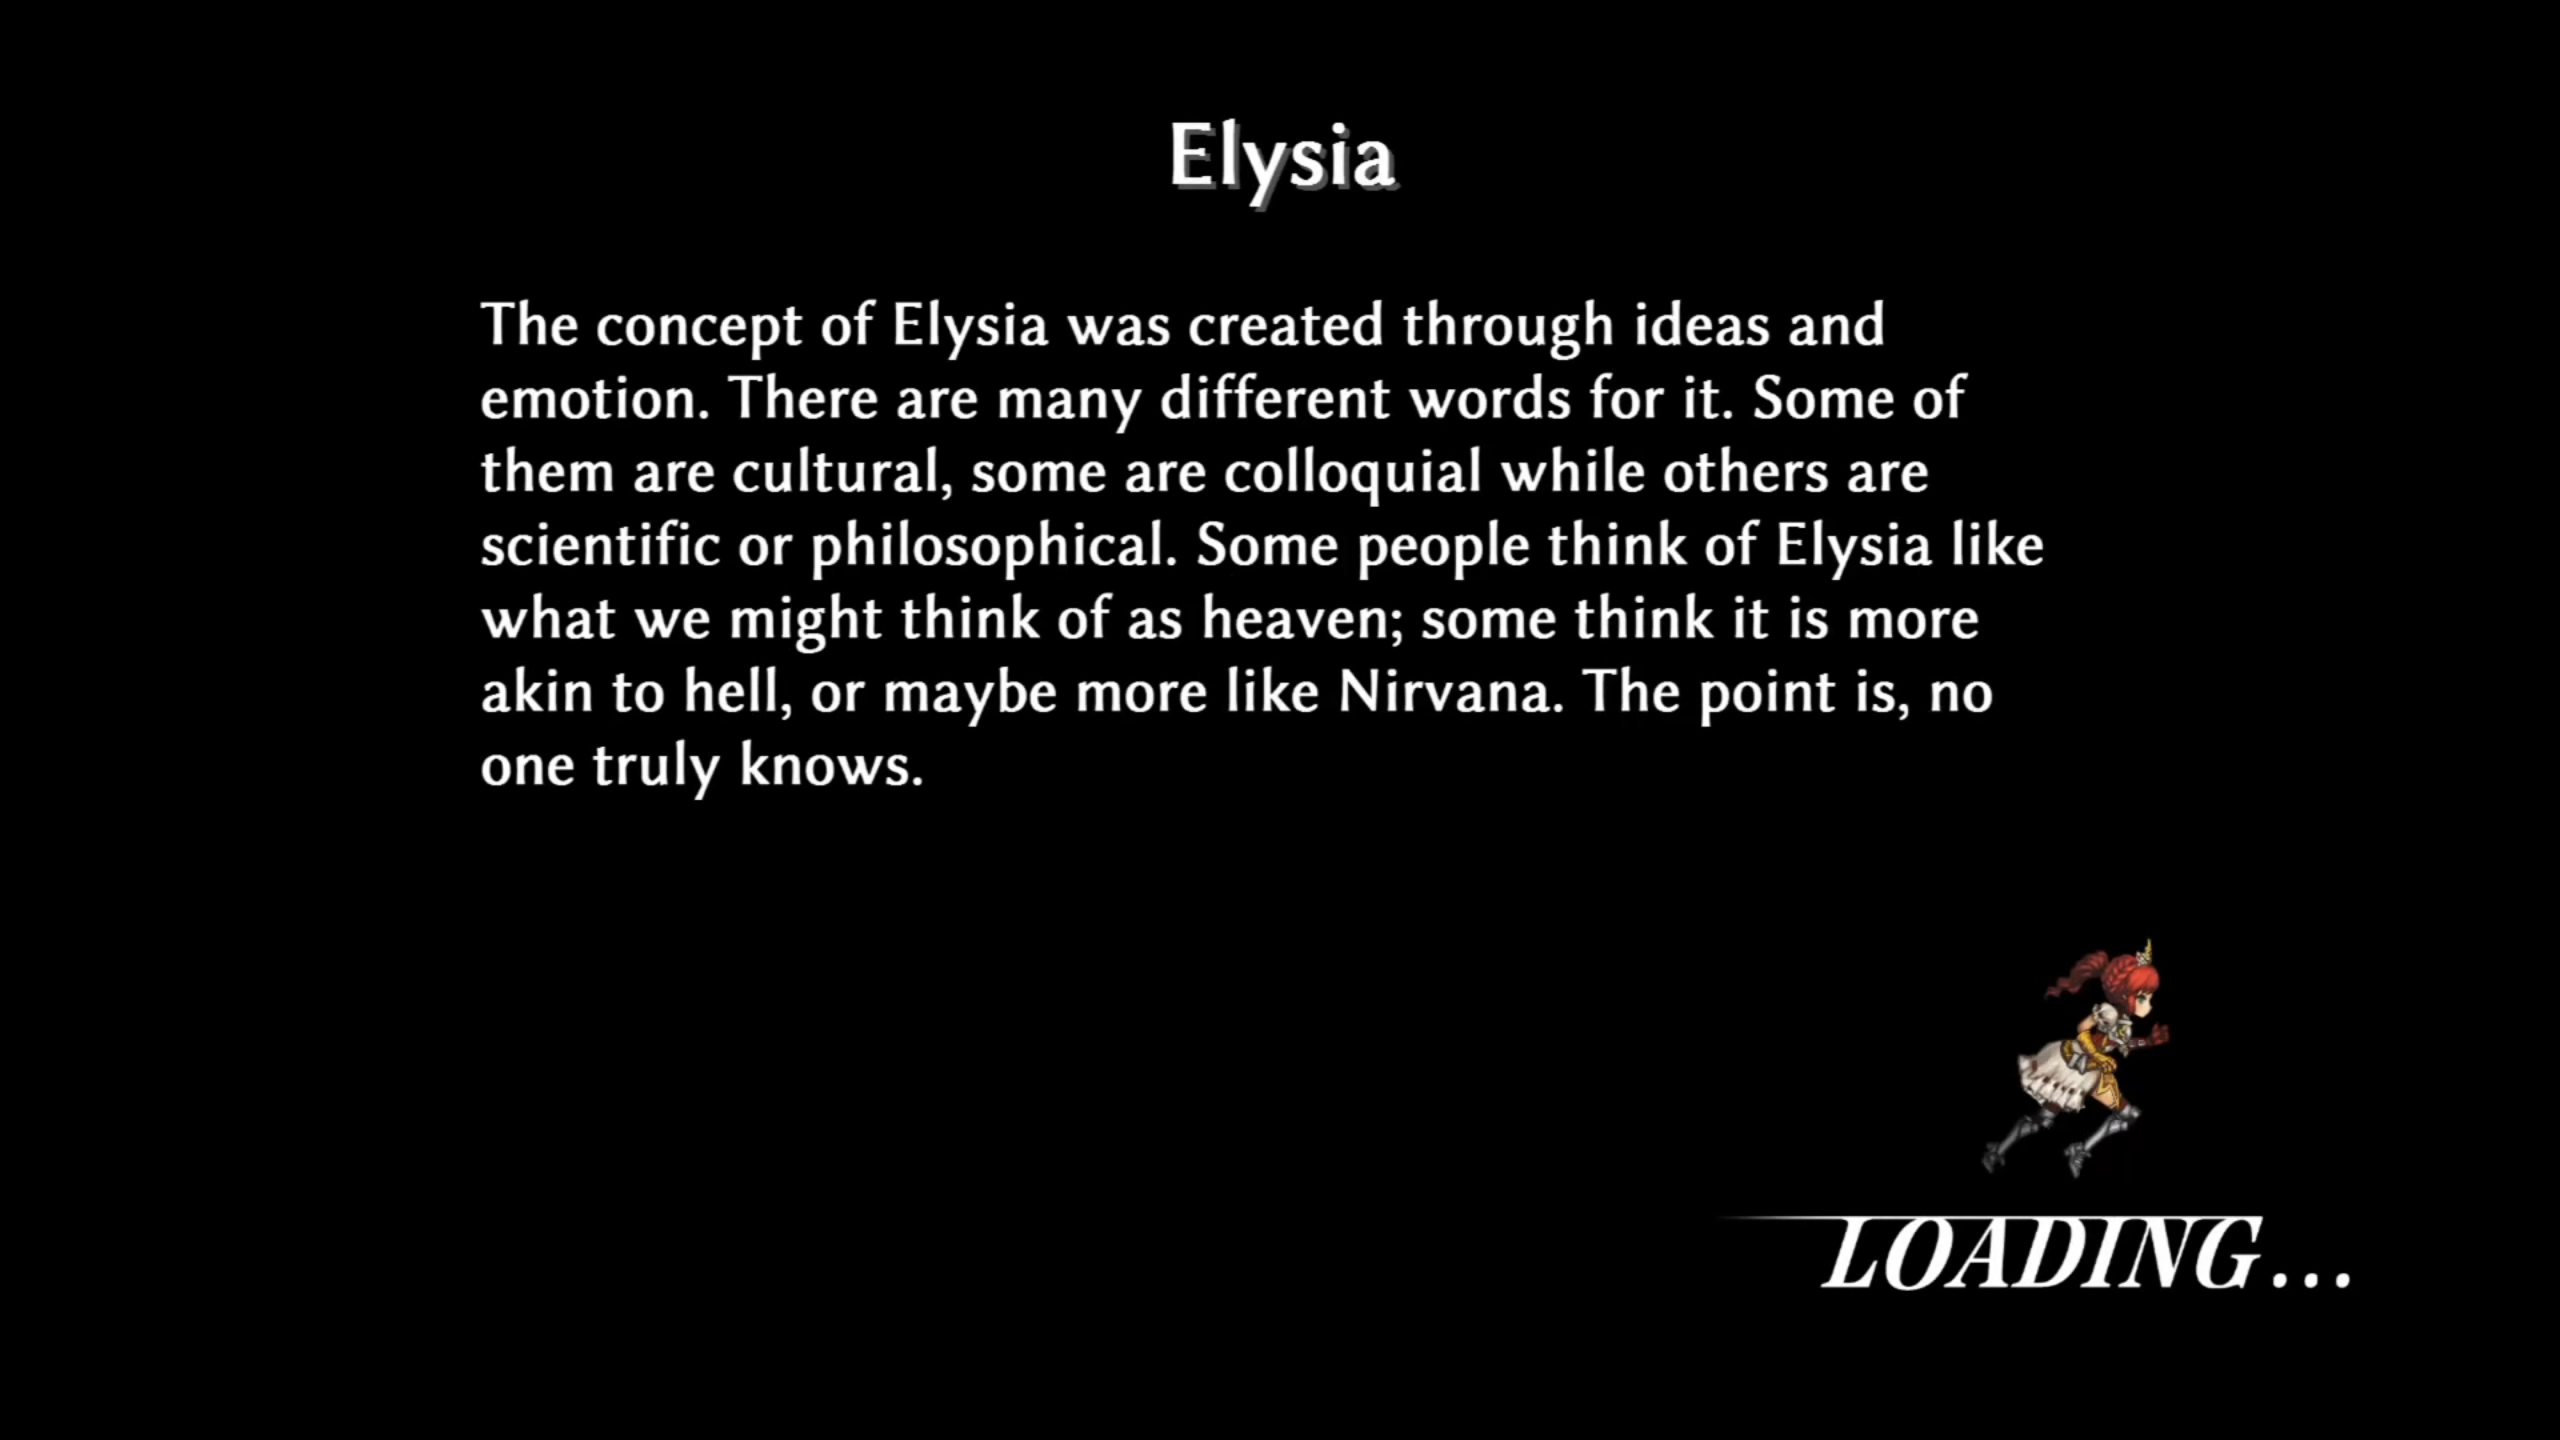 Elysia
The concept of Elysia was created through ideas and
emotion. There are many different words for it. Some of
them are cultural, some are colloquial while others are
scientific or philosophical. Some people think of Elysia like
what we might think of as heaven; some think it is more
akin to hell, or maybe more like Nirvana. The point is, no
one truly knows.
LOADING...